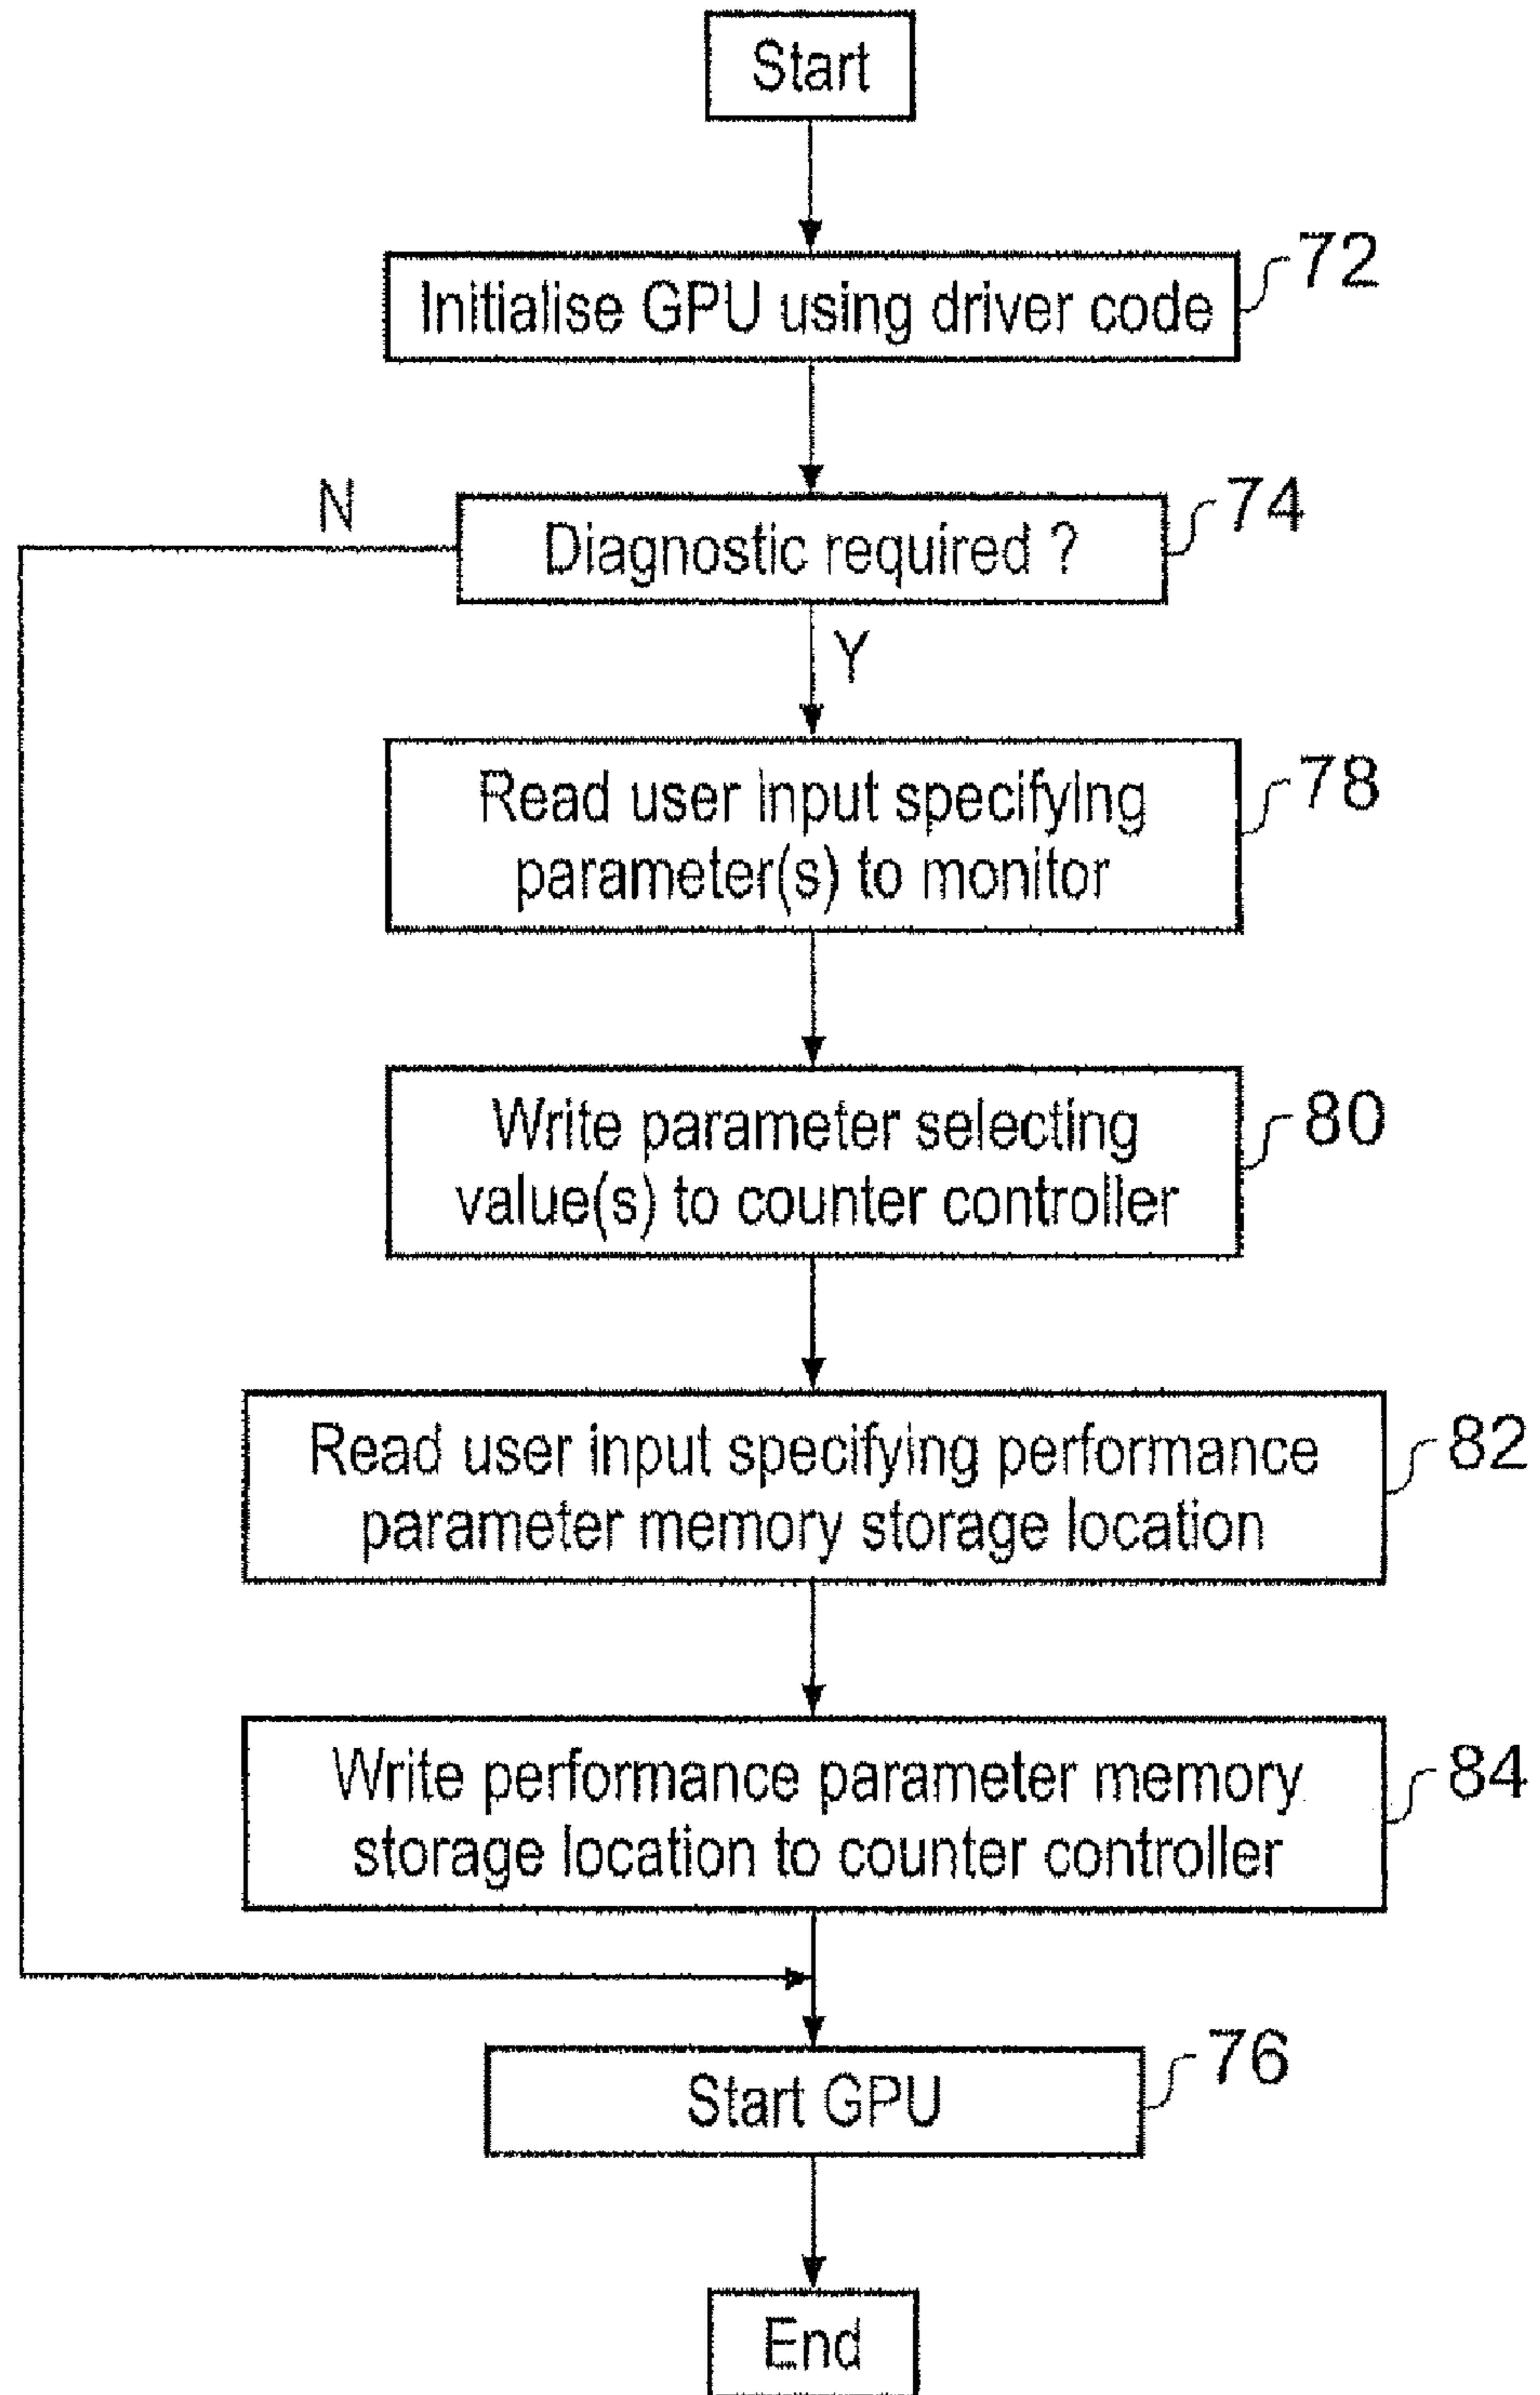 Start
Initialise GPU using driver code
72
N
Diagnostic required ?
74
Y
Read user input specifying
parameter(s) to monitor
78
Write parameter selecting
value(s) to counter controller
80
Read user input specifying performance
parameter memory storage location
82
Write performance parameter memory
storage location to counter controller
84
Start GPU
76
End